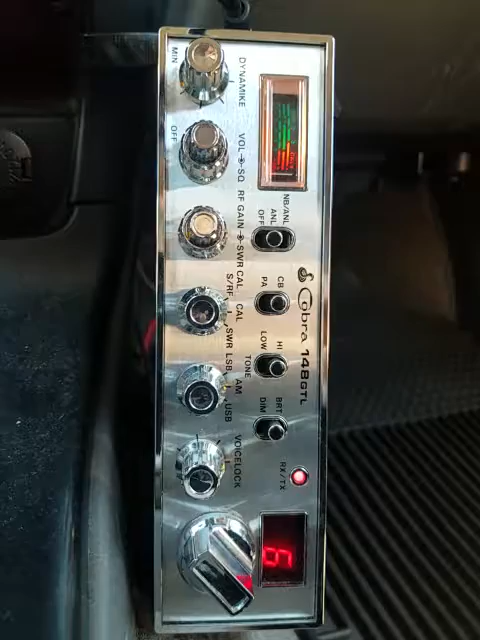 Cobra 148GTL
NB/ANL
ANL
OFF
CB
PA
HI
LOW
TONE
BRT
DIM
RX/TX
DYNAMIKE
MIN
VOL SQ
OFF
RF GAIN SWR CAL
S/RF CAL SWR
LSB AM USB
VOICELOCK